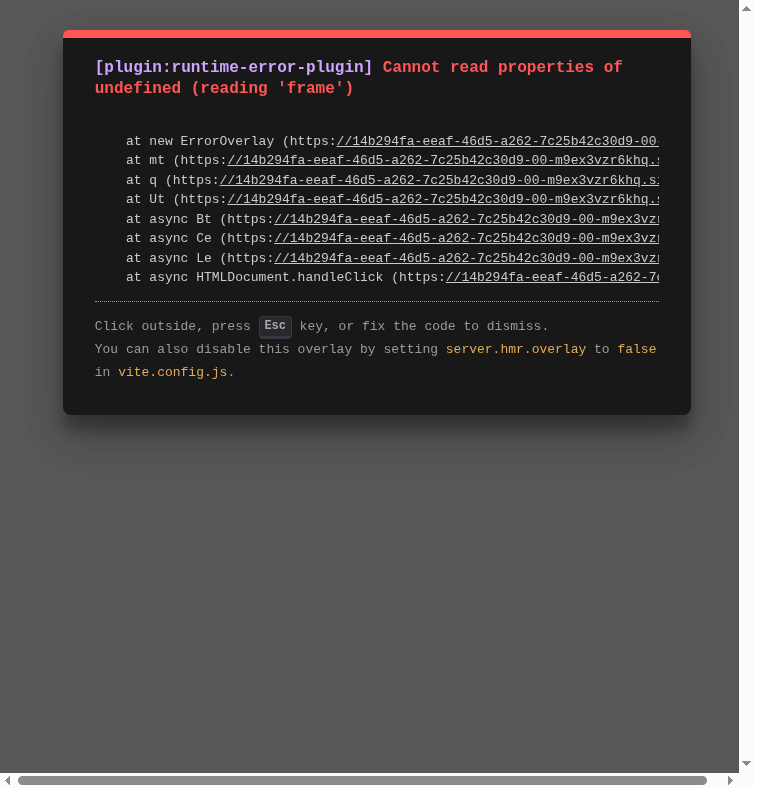 [plugin:runtime-error-plugin] Cannot read properties of
undefined (reading 'frame')
at new ErrorOverlay (https://14b294fa-eeaf-46d5-a262-7c25b42c30d9-00-
at mt (https://14b294fa-eeaf-46d5-a262-7c25b42c30d9-00-m9ex3vzr6khq.s
at q (https://14b294fa-eeaf-46d5-a262-7c25b42c30d9-00-m9ex3vzr6khq.si
at Ut (https://14b294fa-eeaf-46d5-a262-7c25b42c30d9-00-m9ex3vzr6khq.s
at async Bt (https://14b294fa-eeaf-46d5-a262-7c25b42c30d9-00-m9ex3vzr
at async Ce (https://14b294fa-eeaf-46d5-a262-7c25b42c30d9-00-m9ex3vzr
at async Le (https://14b294fa-eeaf-46d5-a262-7c25b42c30d9-00-m9ex3vzr
at async HTMLDocument.handleClick (https://14b294fa-eeaf-46d5-a262-7c
Click outside, press Esc key, or fix the code to dismiss.
You can also disable this overlay by setting server.hmr.overlay to false
in vite.config.js.